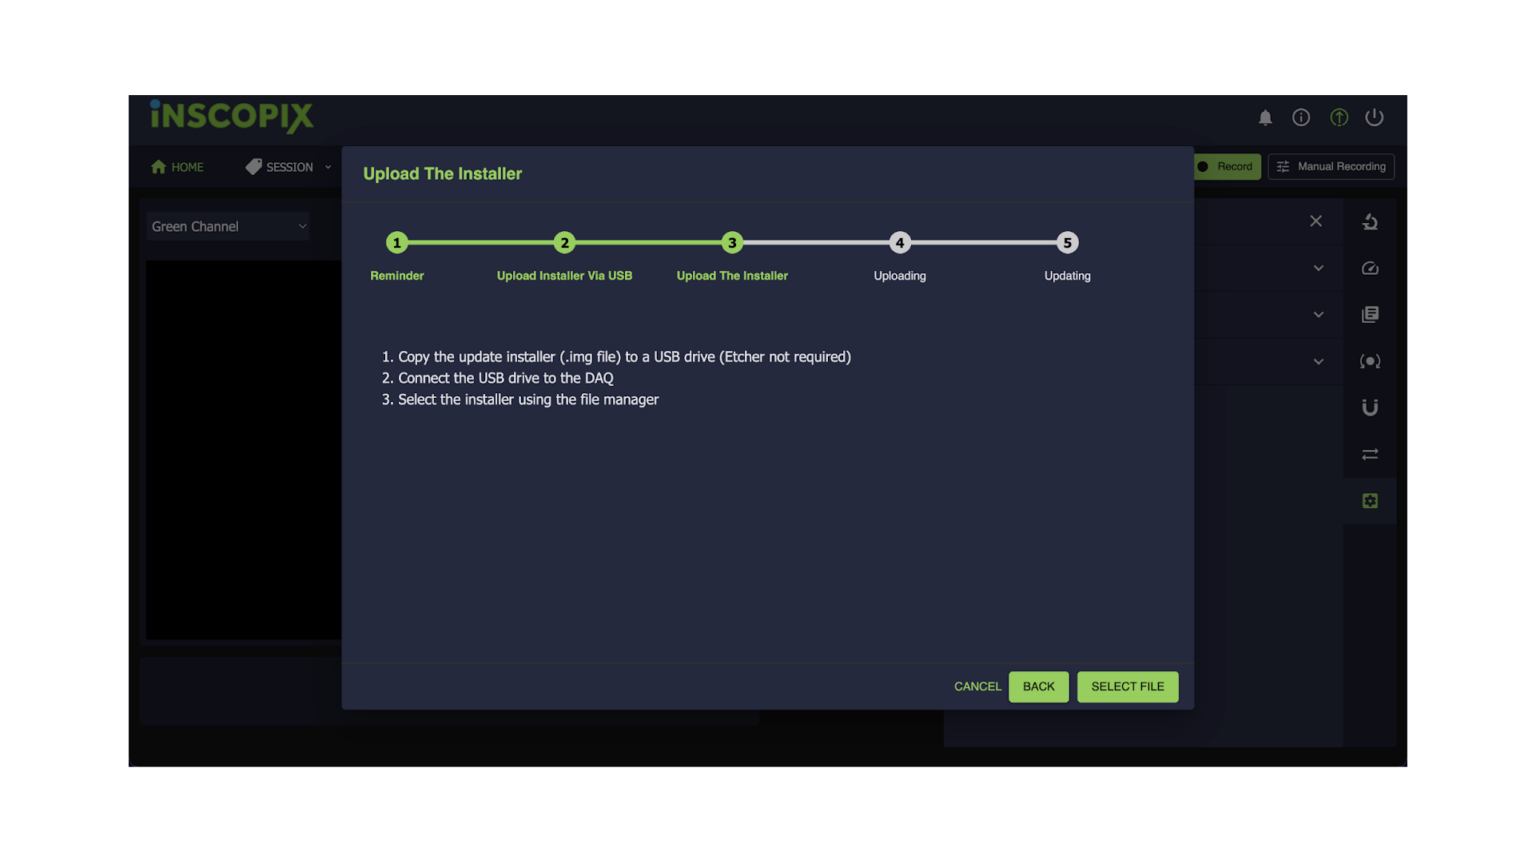 iNSCOPIX
HOME
SESSION
Record
Manual Recording
Green Channel
Upload The Installer
1 2 3 4 5
Reminder Upload Installer Via USB Upload The Installer Uploading Updating
1. Copy the update installer (.img file) to a USB drive (Etcher not required)
2. Connect the USB drive to the DAQ
3. Select the installer using the file manager
CANCEL BACK SELECT FILE